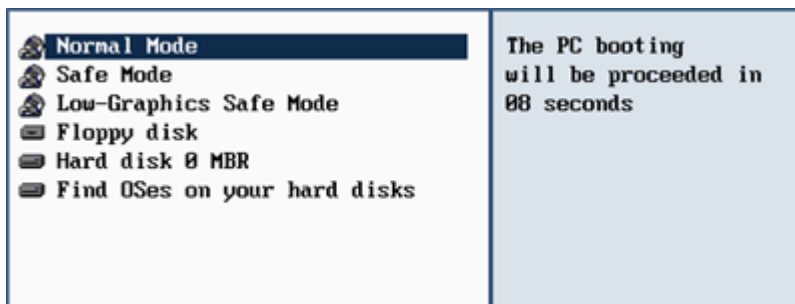 Normal Mode
Safe Mode
Low-Graphics Safe Mode
Floppy disk
Hard disk 0 MBR
Find OSes on your hard disks
The PC booting
will be proceeded in
08 seconds